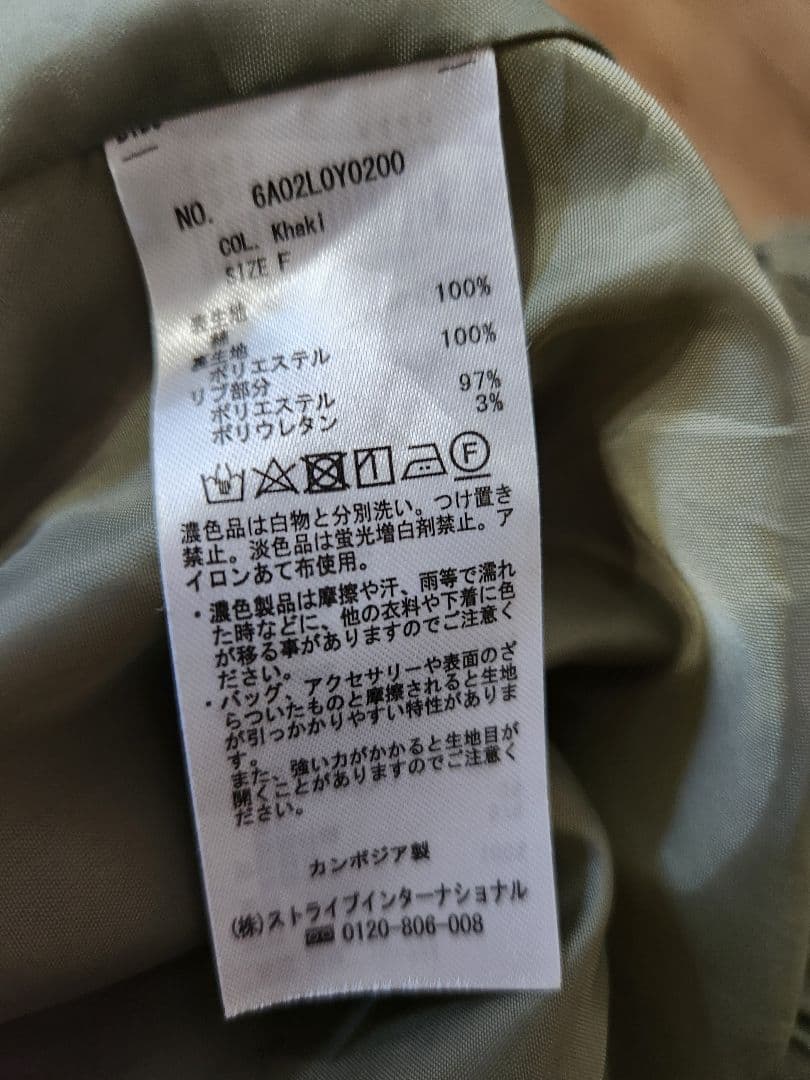 NO. 6A02L0Y0200
COL. Khaki
SIZE F
表生地
綿 100%
裏生地
ポリエステル 100%
リブ部分
ポリエステル 97%
ポリウレタン 3%
F
濃色品は白物と分別洗い。つけ置き
禁止。淡色品は蛍光増白剤禁止。ア
イロンあて布使用。
・濃色製品は摩擦や汗、雨等で濡れ
た時などに、他の衣料や下着に色
が移る事がありますのでご注意く
ださい。
・バッグ、アクセサリーや表面のざ
らついたものと摩擦されると生地
が引っかかりやすい特性がありま
す。
また、強い力がかかると生地目が
開くことがありますのでご注意く
ださい。
カンボジア製
(株)ストライプインターナショナル
0120-806-008